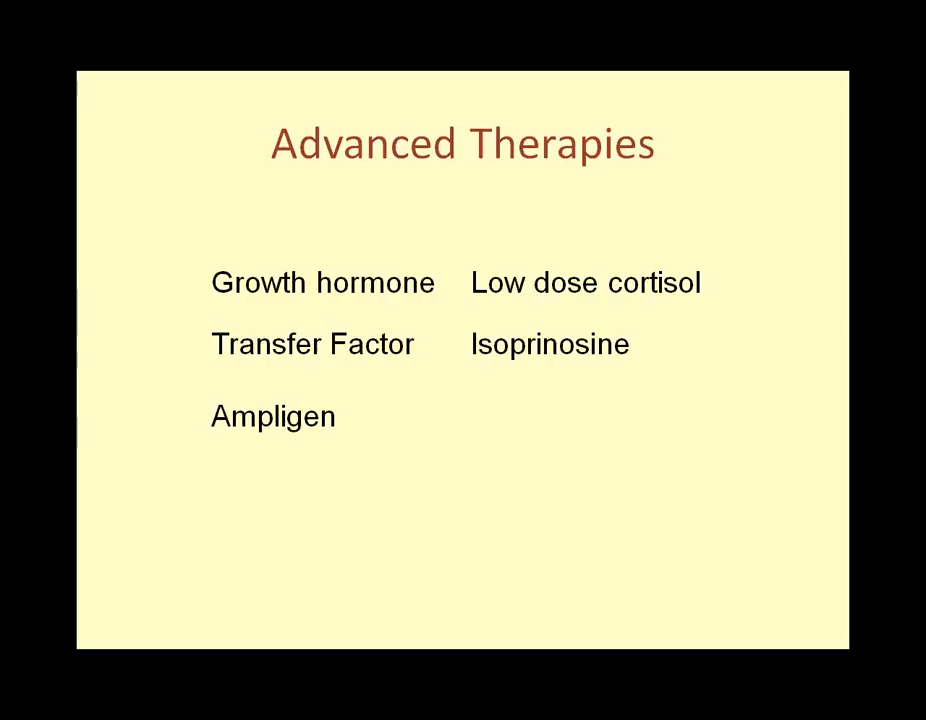 Advanced Therapies
Growth hormone Low dose cortisol
Transfer Factor Isoprinosine
Ampligen